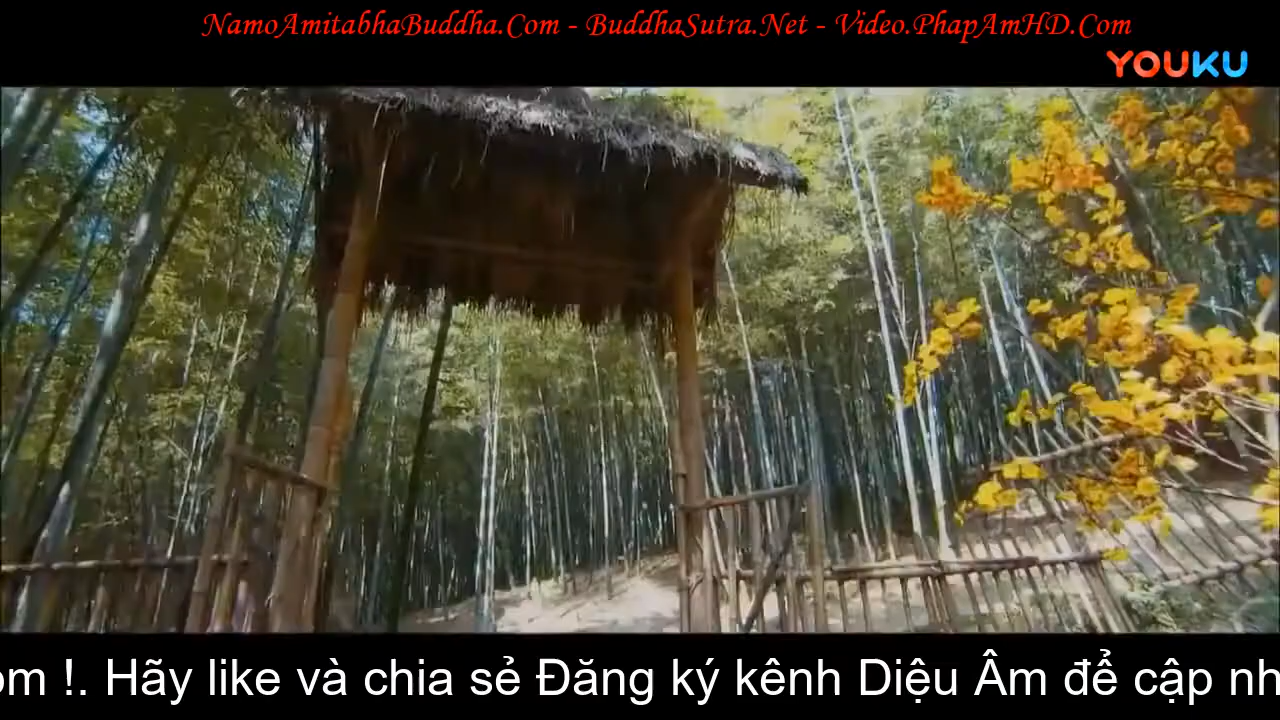 NamoAmitabhaBuddha.Com - BuddhaSutra.Net - Video.PhapAmHD.Com
YOUKU
om !. Hãy like và chia sẻ Đăng ký kênh Diệu Âm để cập nh